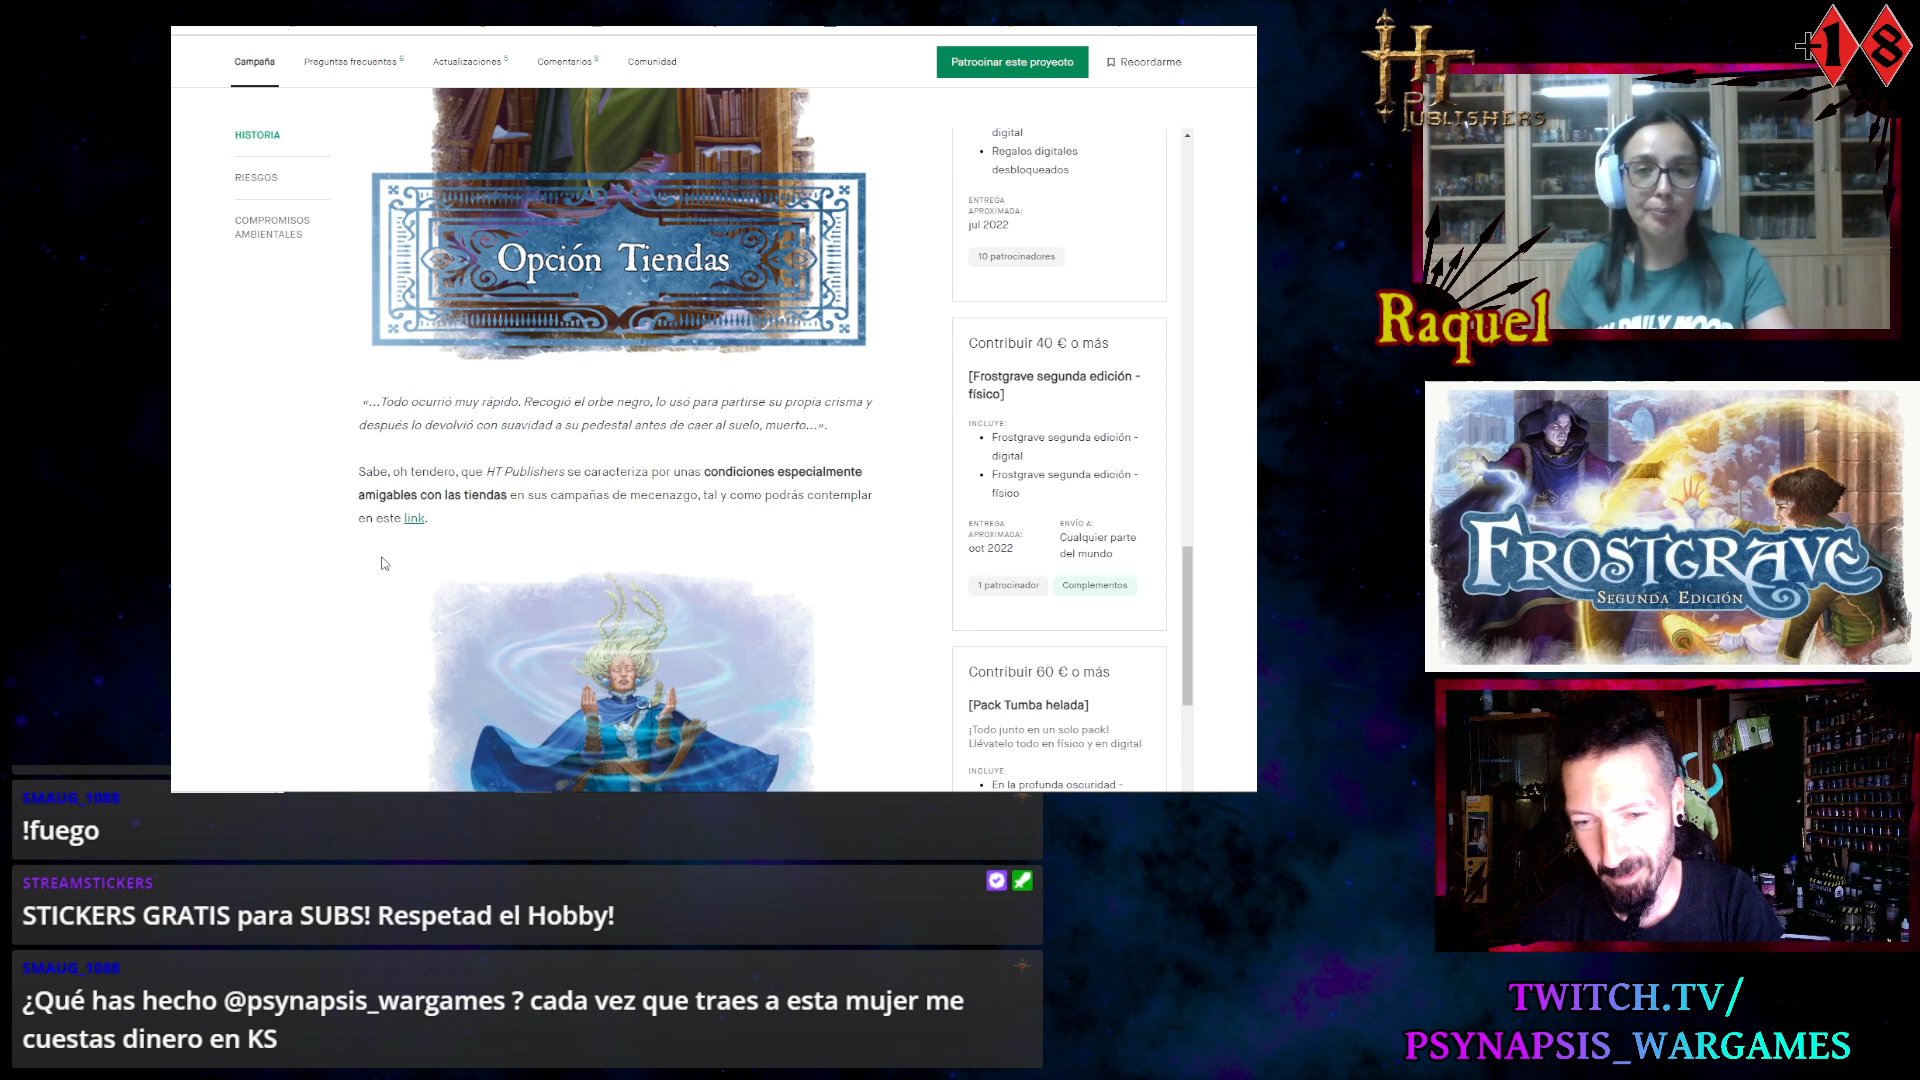 Campaña
Preguntas frecuentes 6
Actualizaciones 5
Comentarios 8
Comunidad
Patrocinar este proyecto
Recordarme
HISTORIA
RIESGOS
COMPROMISOS
AMBIENTALES
Opción Tiendas
«...Todo ocurrió muy rápido. Recogió el orbe negro, lo usó para partirse su propia crisma y
después lo devolvió con suavidad a su pedestal antes de caer al suelo, muerto...».
Sabe, oh tendero, que HT Publishers se caracteriza por unas condiciones especialmente
amigables con las tiendas en sus campañas de mecenazgo, tal y como podrás contemplar
en este link.
digital
• Regalos digitales
desbloqueados
ENTREGA
APROXIMADA:
jul 2022
10 patrocinadores
Contribuir 40 € o más
[Frostgrave segunda edición -
físico]
INCLUYE:
• Frostgrave segunda edición -
digital
• Frostgrave segunda edición -
físico
ENTREGA
APROXIMADA:
oct 2022
ENVÍO A:
Cualquier parte
del mundo
1 patrocinador
Complementos
Contribuir 60 € o más
[Pack Tumba helada]
¡Todo junto en un solo pack!
Llévatelo todo en físico y en digital
INCLUYE:
• En la profunda oscuridad -
HT
PUBLISHERS
+18
Raquel
FROSTGRAVE
SEGUNDA EDICIÓN
SMAUG_1088
!fuego
STREAMSTICKERS
STICKERS GRATIS para SUBS! Respetad el Hobby!
SMAUG_1088
¿Qué has hecho @psynapsis_wargames ? cada vez que traes a esta mujer me
cuestas dinero en KS
TWITCH.TV/
PSYNAPSIS_WARGAMES